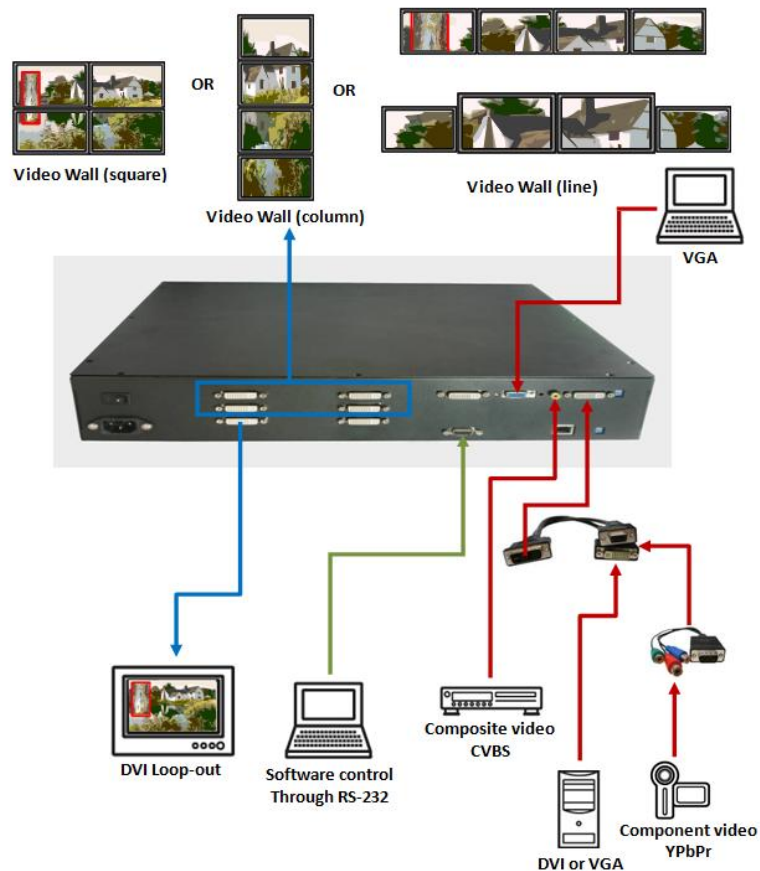 OR
OR
Video Wall (square)
Video Wall (column)
Video Wall (line)
VGA
DVI Loop-out
Software control
Through RS-232
Composite video
CVBS
DVI or VGA
Component video
YPbPr